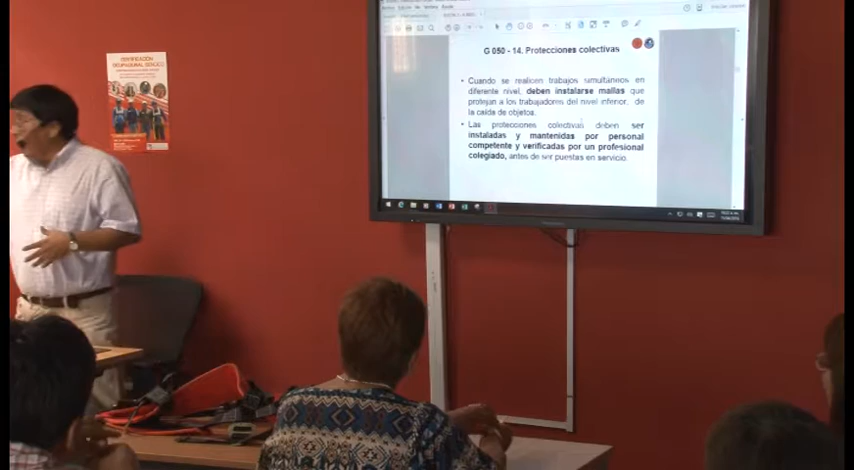 CERTIFICACIÓN
G 050 - 14. Protecciones colectivas
• Cuando se realicen trabajos simultáneos en
diferente nivel, deben instalarse mallas que
protejan a los trabajadores del nivel inferior, de
la caída de objetos.
• Las protecciones colectivas deben ser
instaladas y mantenidas por personal
competente y verificadas por un profesional
colegiado, antes de ser puestas en servicio.